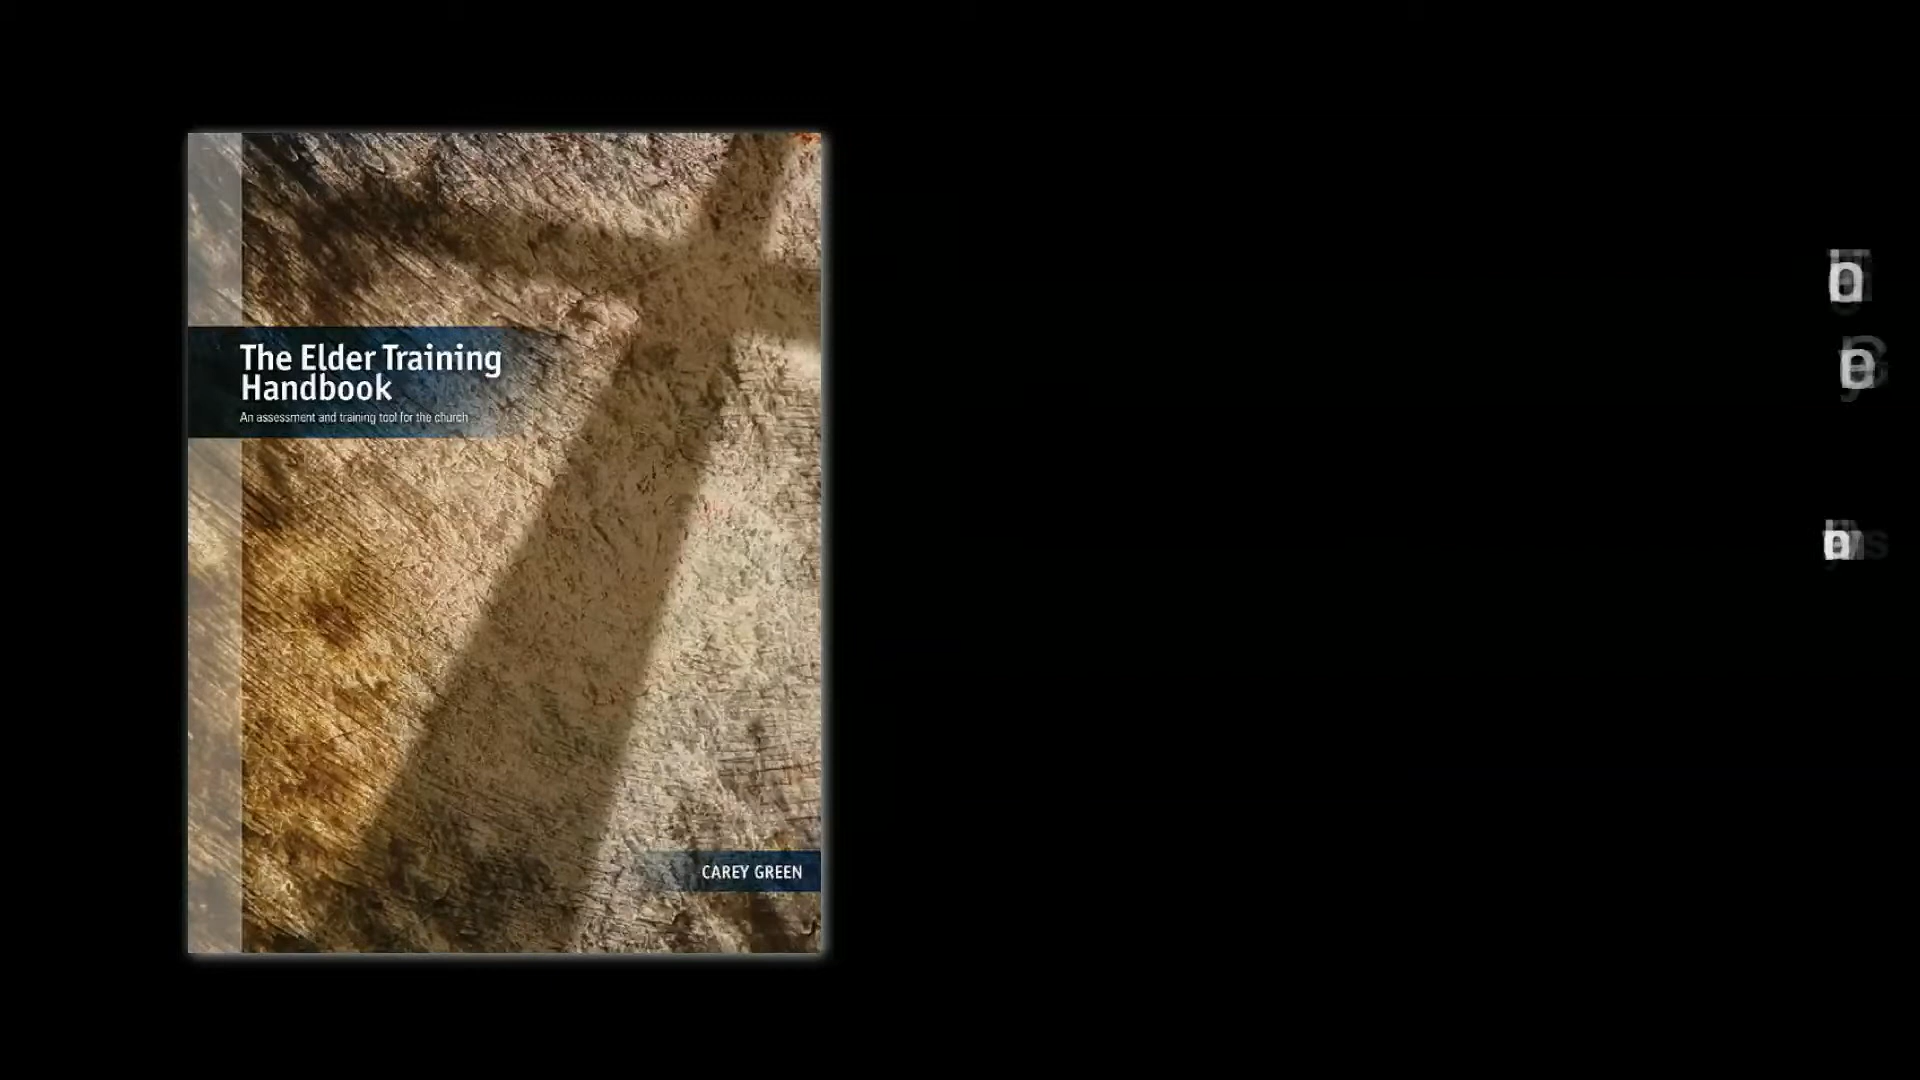 The Elder Training
Handbook
An assessment and training tool for the church
CAREY GREEN